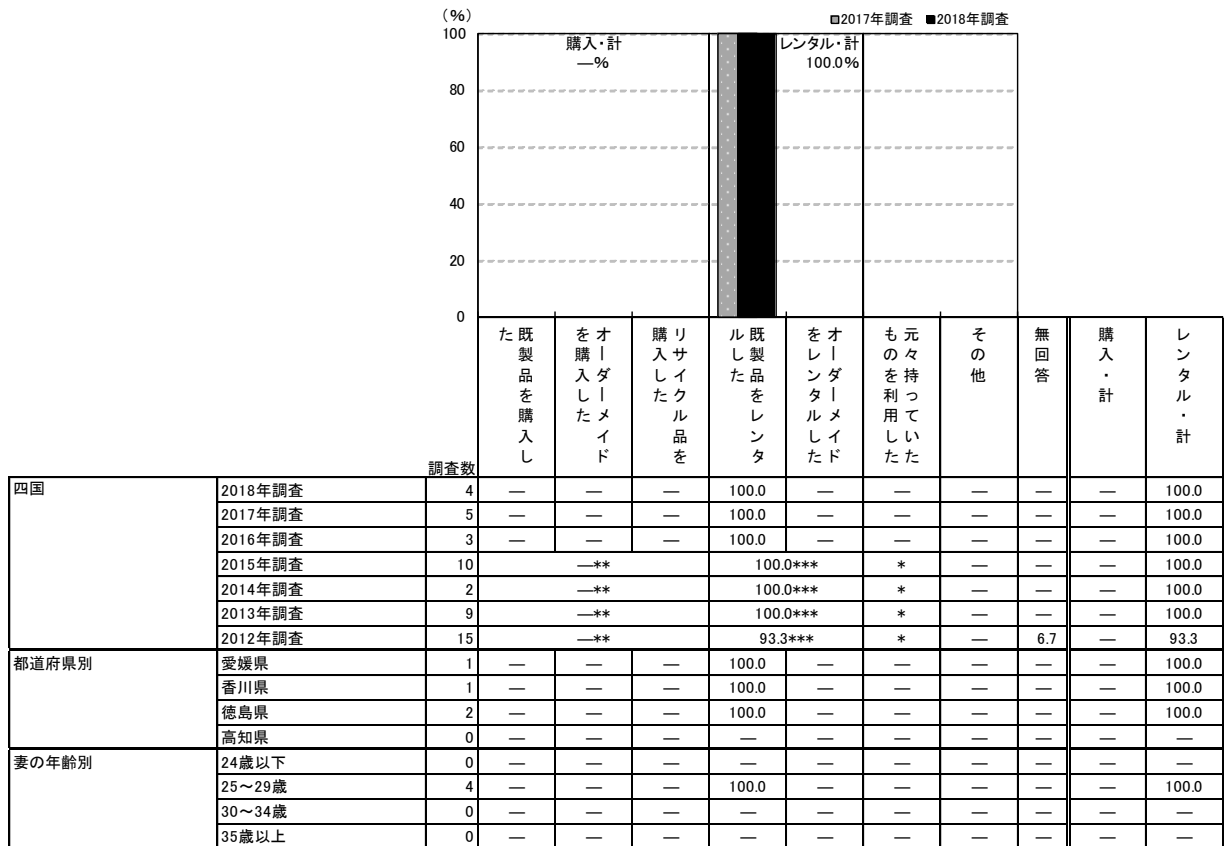 (%)
□2017年調査 ■2018年調査
100
80
60
40
20
0
購入・計
―%
レンタル・計
100.0%
既製品を購入した
オーダーメイドを購入した
リサイクル品を購入した
既製品をレンタルした
オーダーメイドをレンタルした
元々持っていたものを利用した
その他
無回答
購入・計
レンタル・計
調査数
四国 2018年調査 4 ― ― ― 100.0 ― ― ― ― ― 100.0
2017年調査 5 ― ― ― 100.0 ― ― ― ― ― 100.0
2016年調査 3 ― ― ― 100.0 ― ― ― ― ― 100.0
2015年調査 10 ―** 100.0*** * ― ― ― 100.0
2014年調査 2 ―** 100.0*** * ― ― ― 100.0
2013年調査 9 ―** 100.0*** * ― ― ― 100.0
2012年調査 15 ―** 93.3*** * ― 6.7 ― 93.3
都道府県別 愛媛県 1 ― ― ― 100.0 ― ― ― ― ― 100.0
香川県 1 ― ― ― 100.0 ― ― ― ― ― 100.0
徳島県 2 ― ― ― 100.0 ― ― ― ― ― 100.0
高知県 0 ― ― ― ― ― ― ― ― ― ―
妻の年齢別 24歳以下 0 ― ― ― ― ― ― ― ― ― ―
25～29歳 4 ― ― ― 100.0 ― ― ― ― ― 100.0
30～34歳 0 ― ― ― ― ― ― ― ― ― ―
35歳以上 0 ― ― ― ― ― ― ― ― ― ―